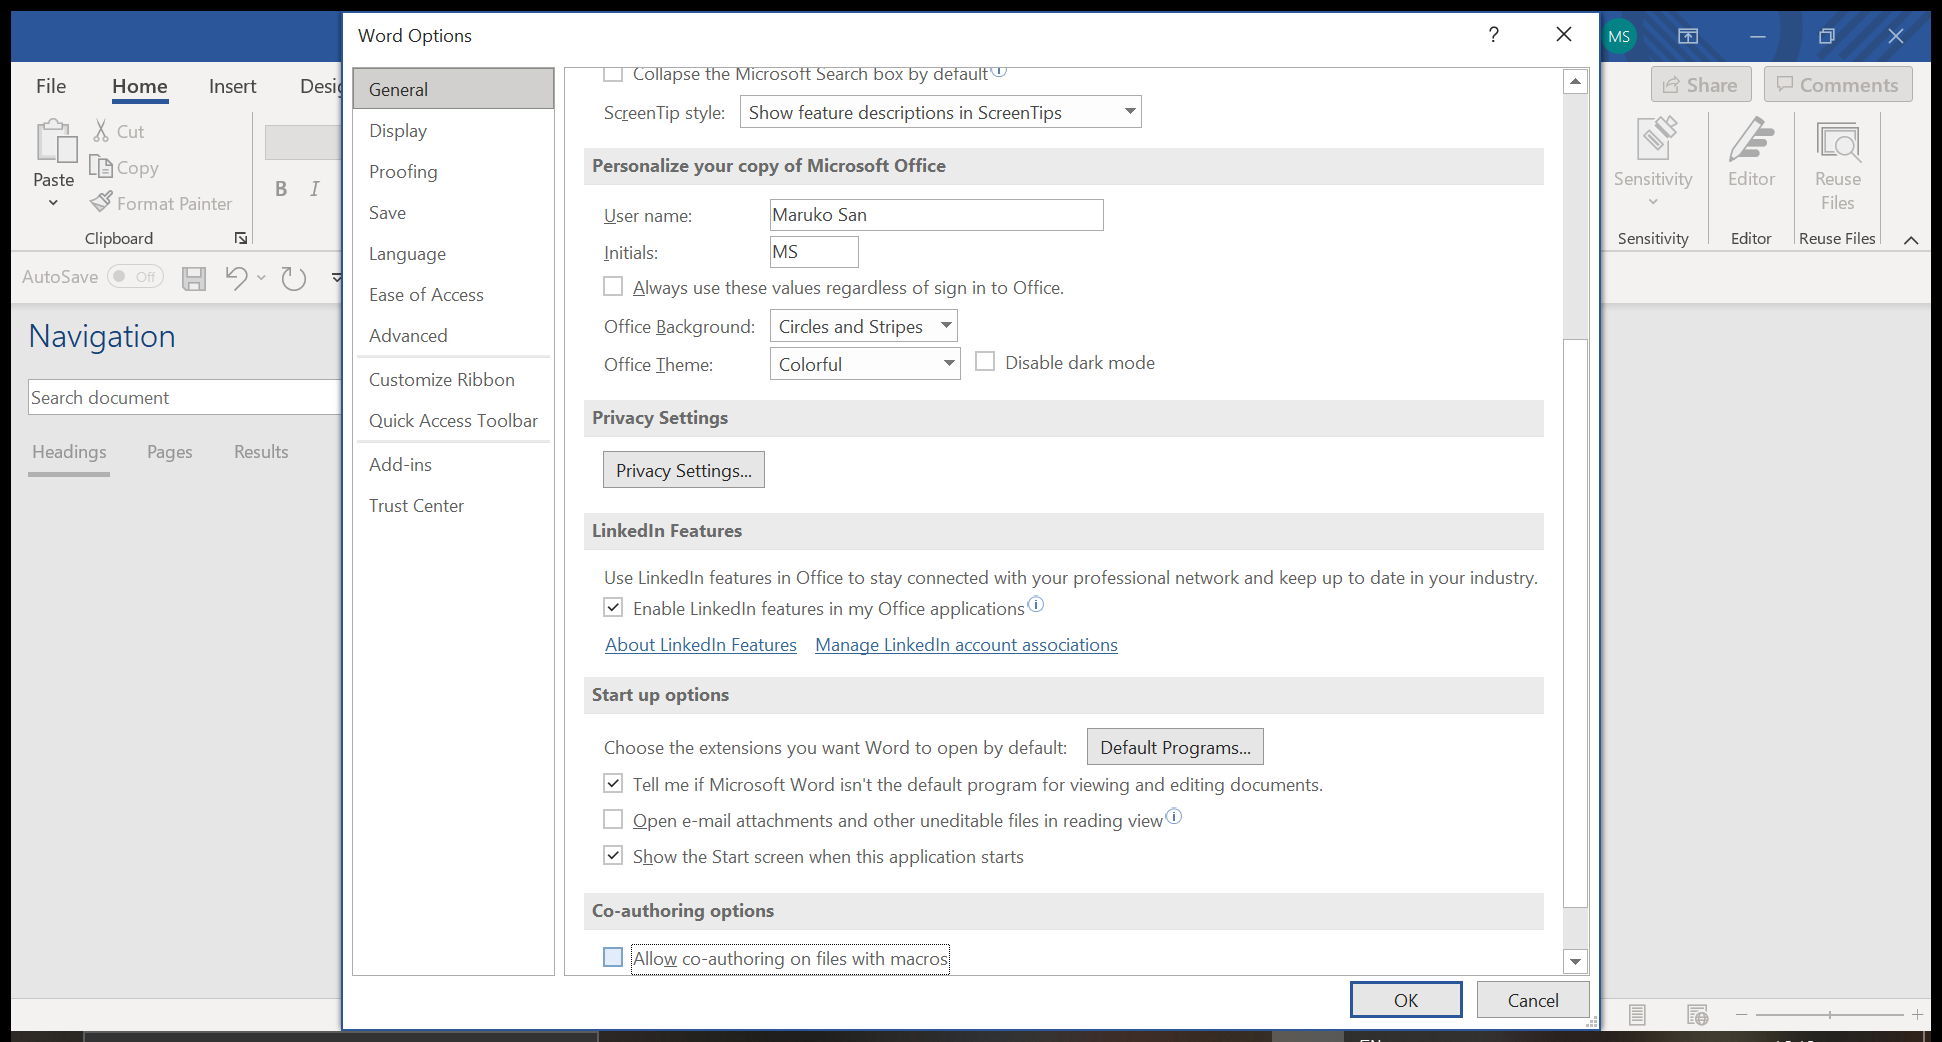 Word Options
?
MS
File Home Insert
Share Comments
Cut
Copy
Paste
Format Painter
Clipboard
B I
Sensitivity Editor Reuse Files
Sensitivity Editor Reuse Files
AutoSave Off
Navigation
Search document
Headings Pages Results
General
Display
Proofing
Save
Language
Ease of Access
Advanced
Customize Ribbon
Quick Access Toolbar
Add-ins
Trust Center
Collapse the Microsoft Search box by default
ScreenTip style: Show feature descriptions in ScreenTips
Personalize your copy of Microsoft Office
User name: Maruko San
Initials: MS
Always use these values regardless of sign in to Office.
Office Background: Circles and Stripes
Office Theme: Colorful Disable dark mode
Privacy Settings
Privacy Settings...
LinkedIn Features
Use LinkedIn features in Office to stay connected with your professional network and keep up to date in your industry.
Enable LinkedIn features in my Office applications
About LinkedIn Features Manage LinkedIn account associations
Start up options
Choose the extensions you want Word to open by default: Default Programs...
Tell me if Microsoft Word isn't the default program for viewing and editing documents.
Open e-mail attachments and other uneditable files in reading view
Show the Start screen when this application starts
Co-authoring options
Allow co-authoring on files with macros
OK Cancel